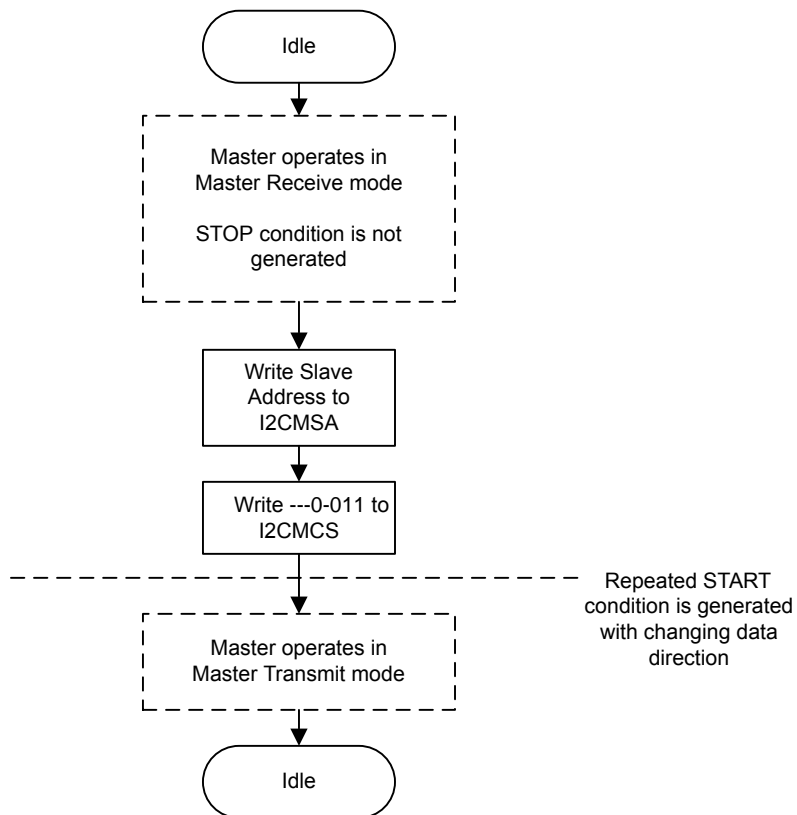 Idle
Master operates in
Master Receive mode
STOP condition is not
generated
Write Slave
Address to
I2CMSA
Write ---0-011 to
I2CMCS
Repeated START
condition is generated
with changing data
direction
Master operates in
Master Transmit mode
Idle